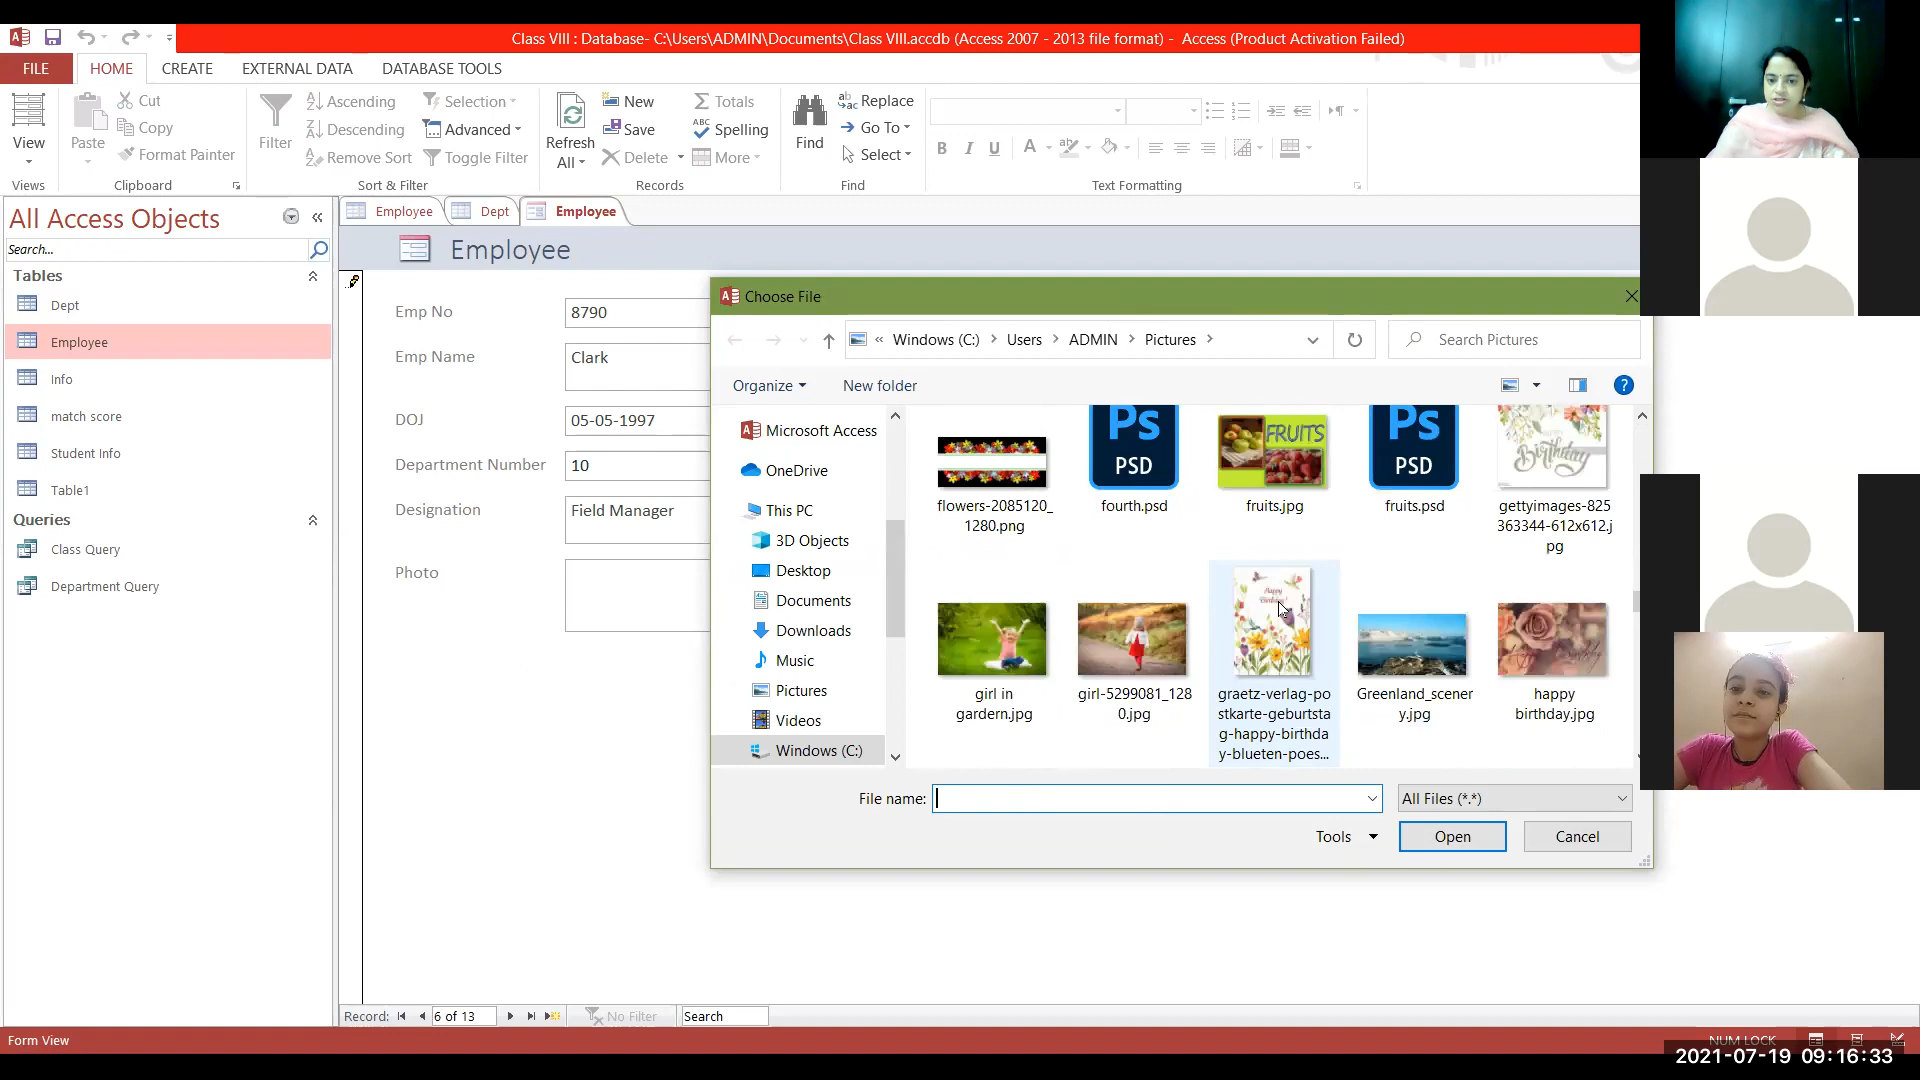 Class VIII : Database- C:\Users\ADMIN\Documents\Class VIII.accdb (Access 2007 - 2013 file format) - Access (Product Activation Failed)
FILE HOME CREATE EXTERNAL DATA DATABASE TOOLS
View
Views
Paste
Cut
Copy
Format Painter
Clipboard
Filter
Ascending
Descending
Remove Sort
Selection
Advanced
Toggle Filter
Sort & Filter
Refresh
All
New
Save
Delete
Totals
Spelling
More
Records
Find
Replace
Go To
Select
Find
Text Formatting
All Access Objects
Search...
Tables
Dept
Employee
Info
match score
Student Info
Table1
Queries
Class Query
Department Query
Employee Dept Employee
Employee
Emp No 8790
Emp Name Clark
DOJ 05-05-1997
Department Number 10
Designation Field Manager
Photo
Choose File
« Windows (C:) > Users > ADMIN > Pictures >
Search Pictures
Organize New folder
Microsoft Access
OneDrive
This PC
3D Objects
Desktop
Documents
Downloads
Music
Pictures
Videos
Windows (C:)
Ps
PSD
FRUITS
Ps
PSD
Birthday
flowers-2085120_
1280.png
fourth.psd
fruits.jpg
fruits.psd
gettyimages-825
363344-612x612.j
pg
Happy
Birthday
girl in
gardern.jpg
girl-5299081_128
0.jpg
graetz-verlag-po
stkarte-geburtsta
g-happy-birthda
y-blueten-poes...
Greenland_scener
y.jpg
happy
birthday.jpg
File name: All Files (*.*)
Tools Open Cancel
Record: 6 of 13 No Filter Search
Form View
NUM LOCK
2021-07-19 09:16:33